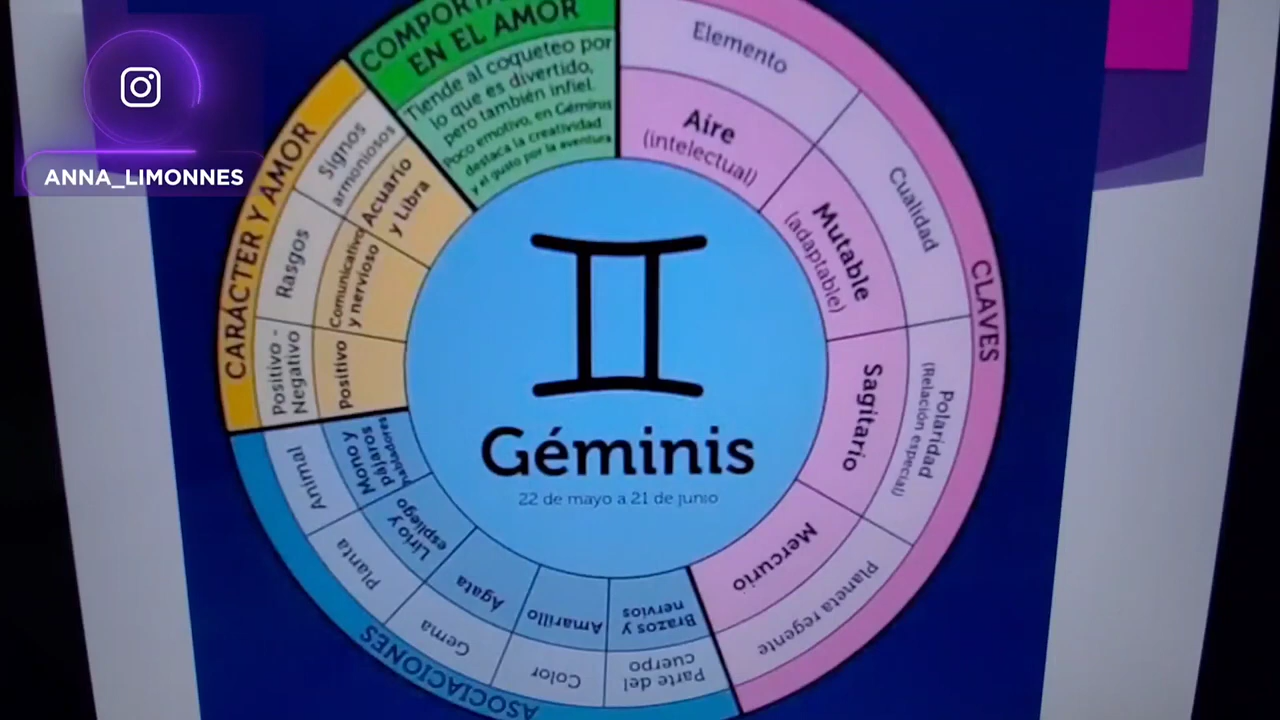 ANNA_LIMONNES
EN EL AMOR
Tiende al coqueteo por
lo que es divertido,
pero también infiel.
Poco emotivo, en Géminis
destaca la creatividad
y el gusto por la aventura
Elemento
Aire
(intelectual)
Cualidad
Mutable
(adaptable)
CLAVES
Polaridad
(Relación especial)
Sagitario
Planeta regente
Mercurio
CARÁCTER Y AMOR
Signos
armoniosos
Acuario
y Libra
Rasgos
Comunicativo
y nervioso
Positivo -
Negativo
Positivo
Géminis
22 de mayo a 21 de junio
Animal
Mono y
pájaros
habladores
Planta
Lirio y
espliego
Gema
Agata
Color
Amarillo
Parte del
cuerpo
Brazos y
nervios
ASOCIACIONES